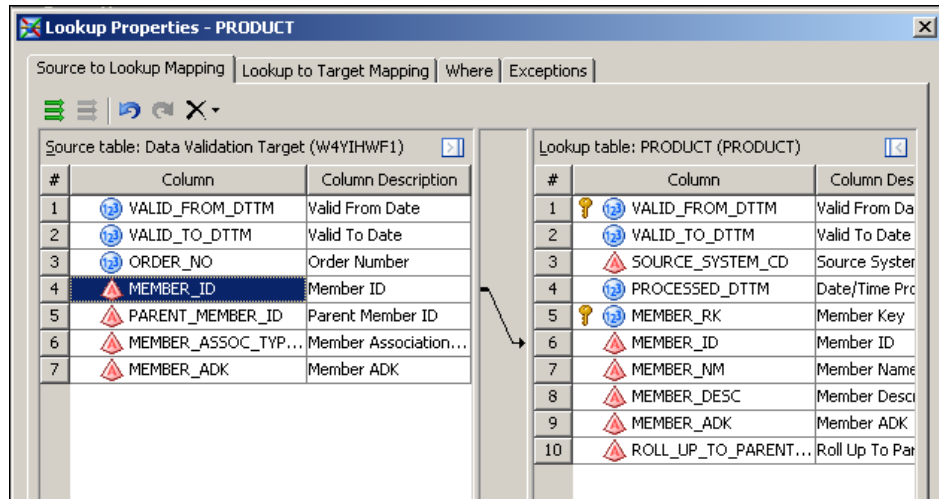 Lookup Properties - PRODUCT
Source to Lookup Mapping Lookup to Target Mapping Where Exceptions
Source table: Data Validation Target (W4YIHWF1)
# Column Column Description
1 VALID_FROM_DTTM Valid From Date
2 VALID_TO_DTTM Valid To Date
3 ORDER_NO Order Number
4 MEMBER_ID Member ID
5 PARENT_MEMBER_ID Parent Member ID
6 MEMBER_ASSOC_TYP... Member Association...
7 MEMBER_ADK Member ADK
Lookup table: PRODUCT (PRODUCT)
# Column Column Des
1 VALID_FROM_DTTM Valid From Da
2 VALID_TO_DTTM Valid To Date
3 SOURCE_SYSTEM_CD Source System
4 PROCESSED_DTTM Date/Time Pro
5 MEMBER_RK Member Key
6 MEMBER_ID Member ID
7 MEMBER_NM Member Name
8 MEMBER_DESC Member Descr
9 MEMBER_ADK Member ADK
10 ROLL_UP_TO_PARENT... Roll Up To Par